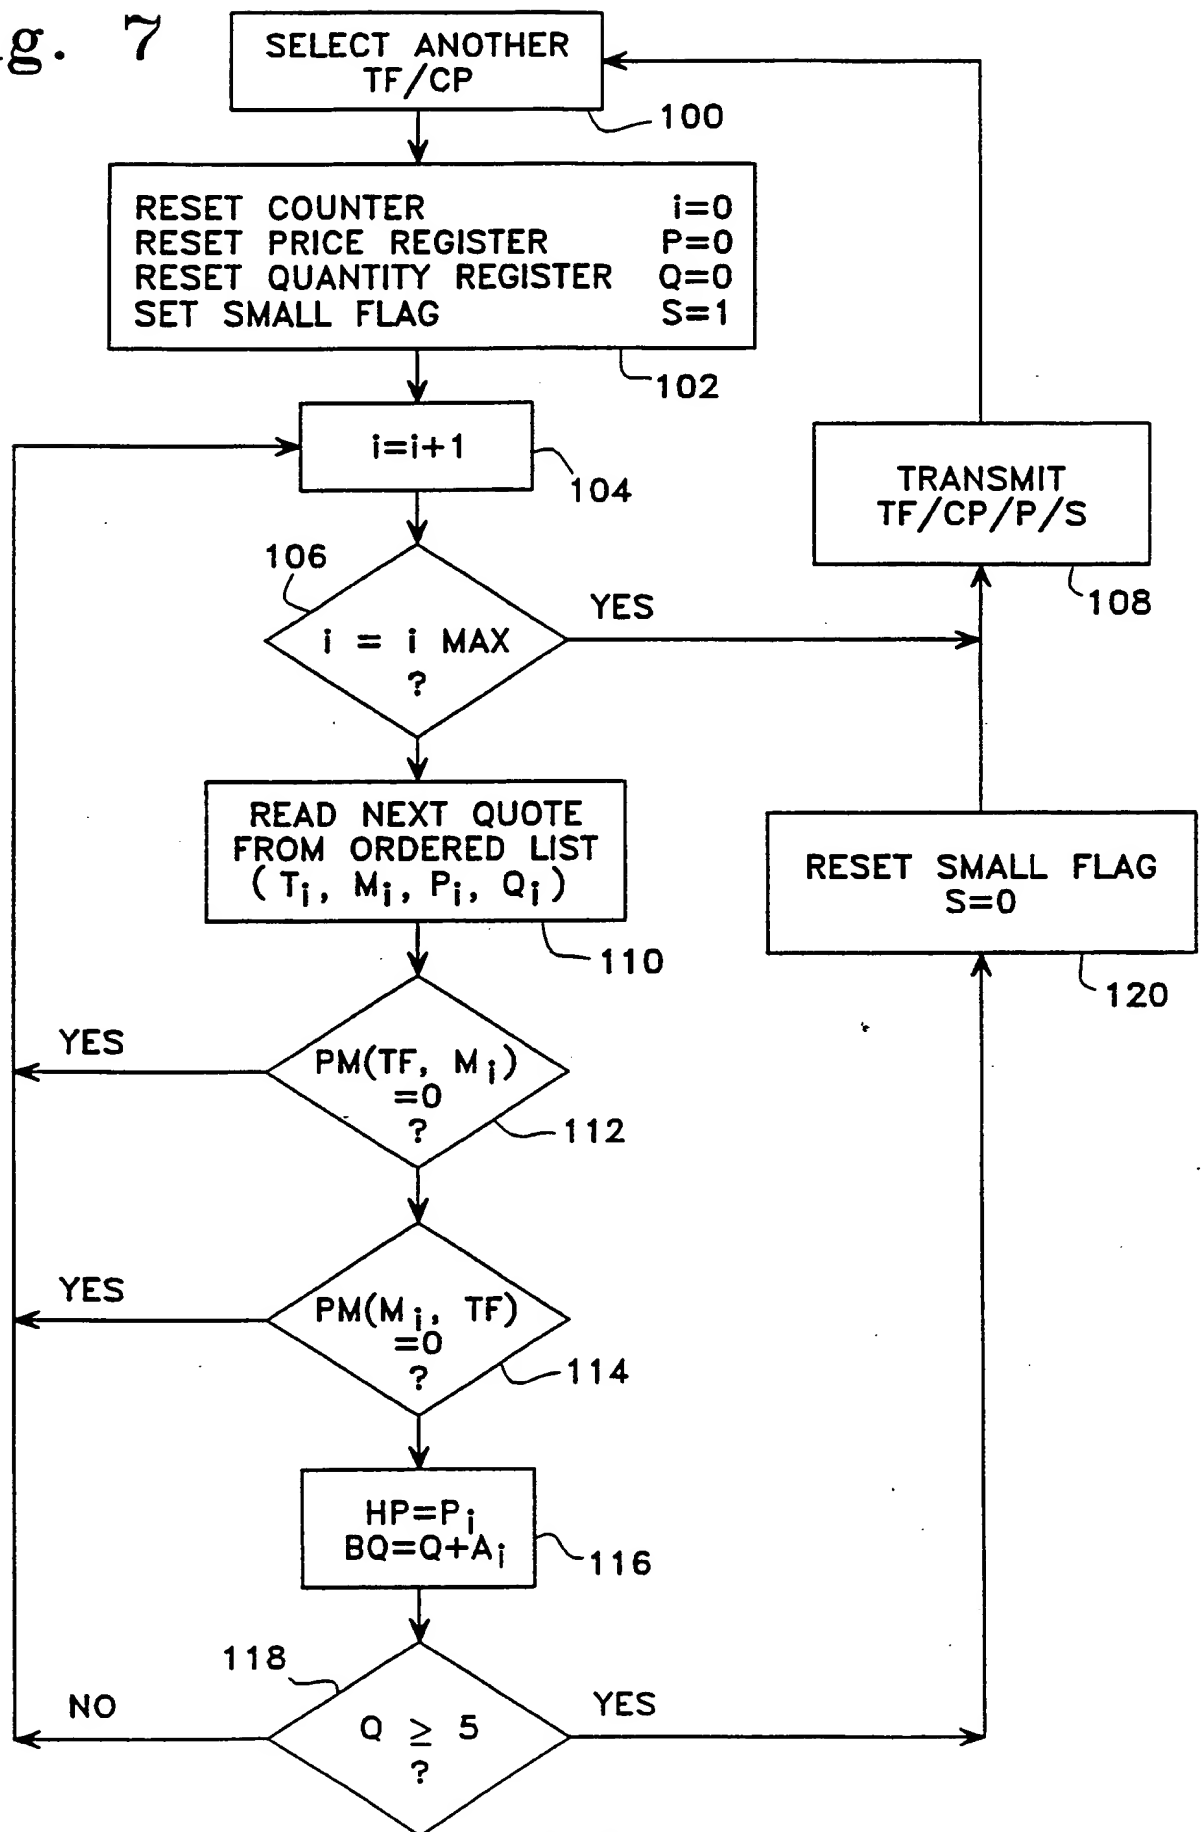 g. 7
SELECT ANOTHER
TF/CP
100
RESET COUNTER i=0
RESET PRICE REGISTER P=0
RESET QUANTITY REGISTER Q=0
SET SMALL FLAG S=1
102
i=i+1
104
TRANSMIT
TF/CP/P/S
108
106
i = i MAX
?
YES
READ NEXT QUOTE
FROM ORDERED LIST
( Ti, Mi, Pi, Qi )
110
RESET SMALL FLAG
S=0
120
YES
PM(TF, Mi)
=0
?
112
YES
PM(Mi, TF)
=0
?
114
HP=Pi
BQ=Q+Ai
116
118
NO
Q ≥ 5
?
YES